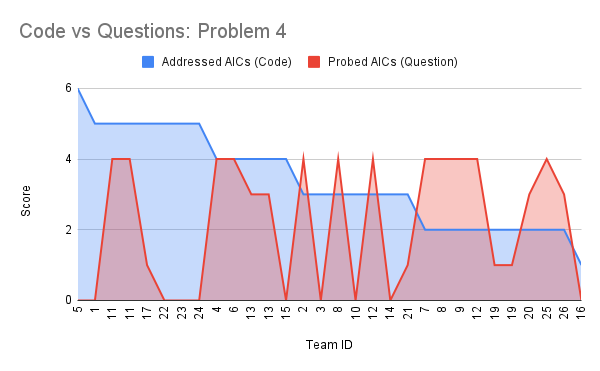 Code vs Questions: Problem 4
Addressed AICs (Code) Probed AICs (Question)
6
4
2
0
Score
5 1 11 11 17 22 23 24 4 6 13 13 15 2 3 8 10 12 14 21 7 8 9 12 19 19 20 25 26 16
Team ID